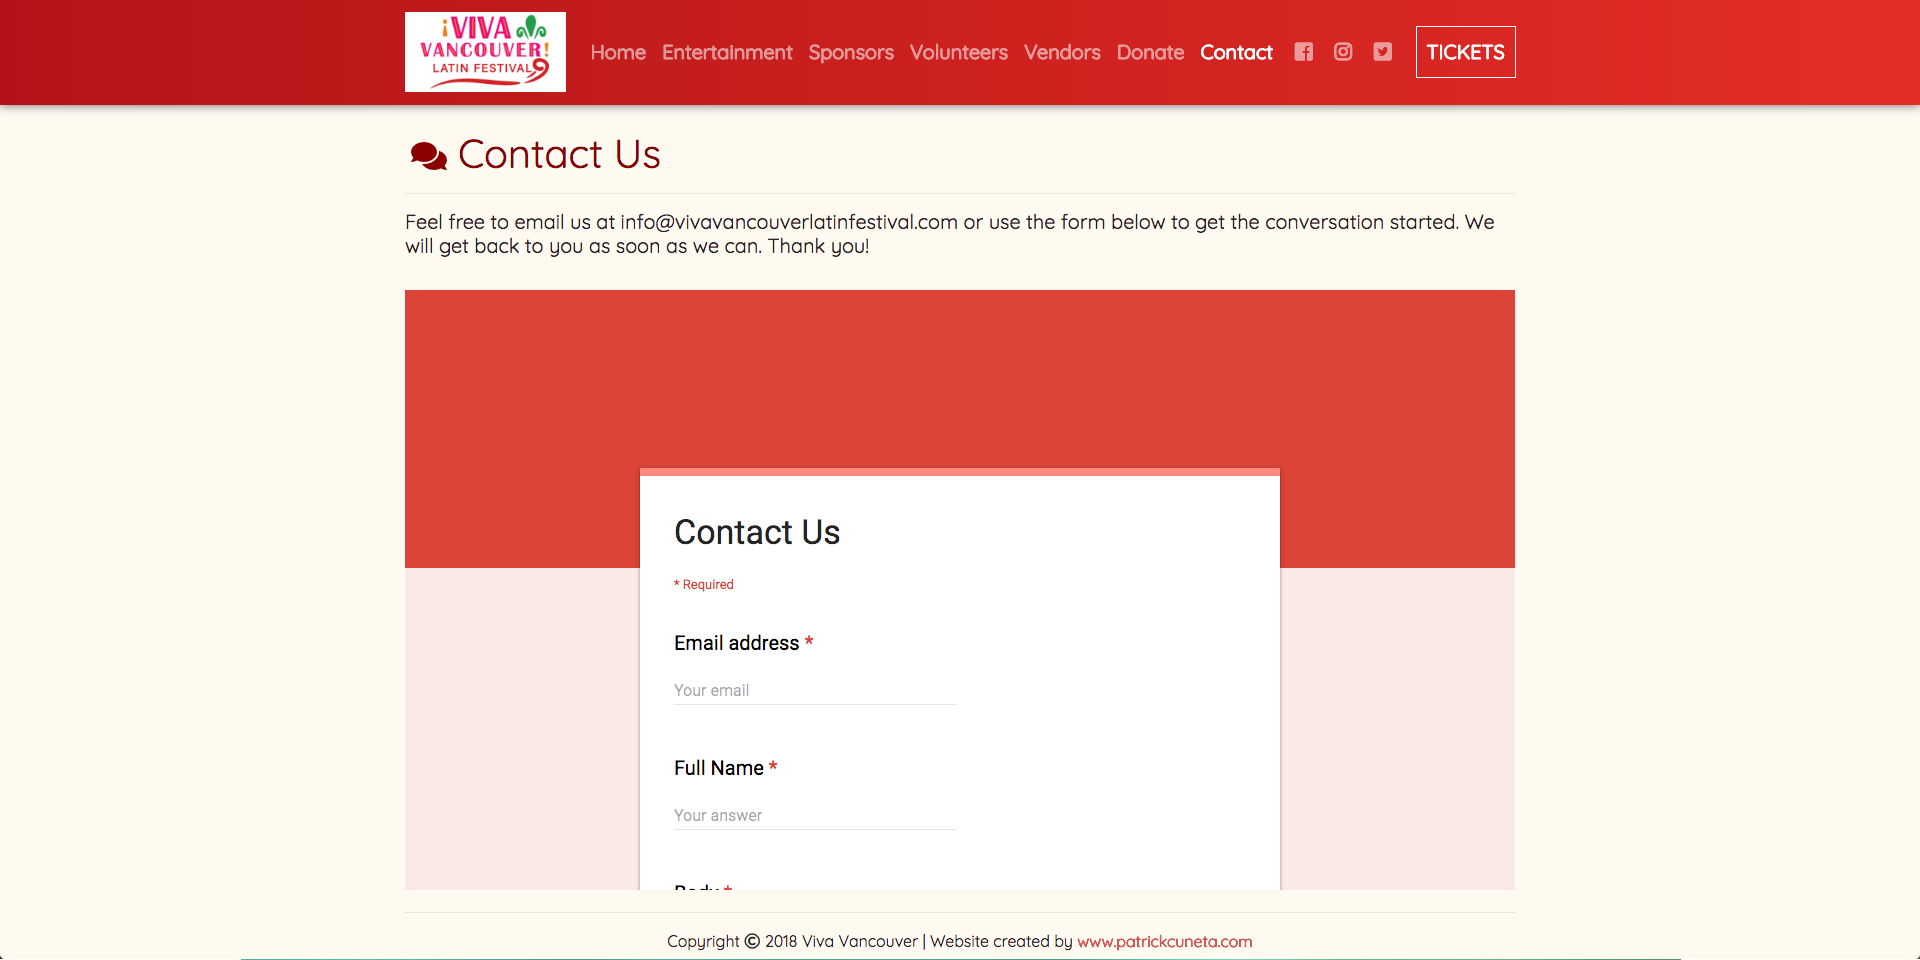 ¡VIVA
VANCOUVER!
LATIN FESTIVAL
Home Entertainment Sponsors Volunteers Vendors Donate Contact TICKETS
Contact Us
Feel free to email us at info@vivavancouverlatinfestival.com or use the form below to get the conversation started. We
will get back to you as soon as we can. Thank you!
Contact Us
* Required
Email address *
Your email
Full Name *
Your answer
Body *
Copyright © 2018 Viva Vancouver | Website created by www.patrickcuneta.com